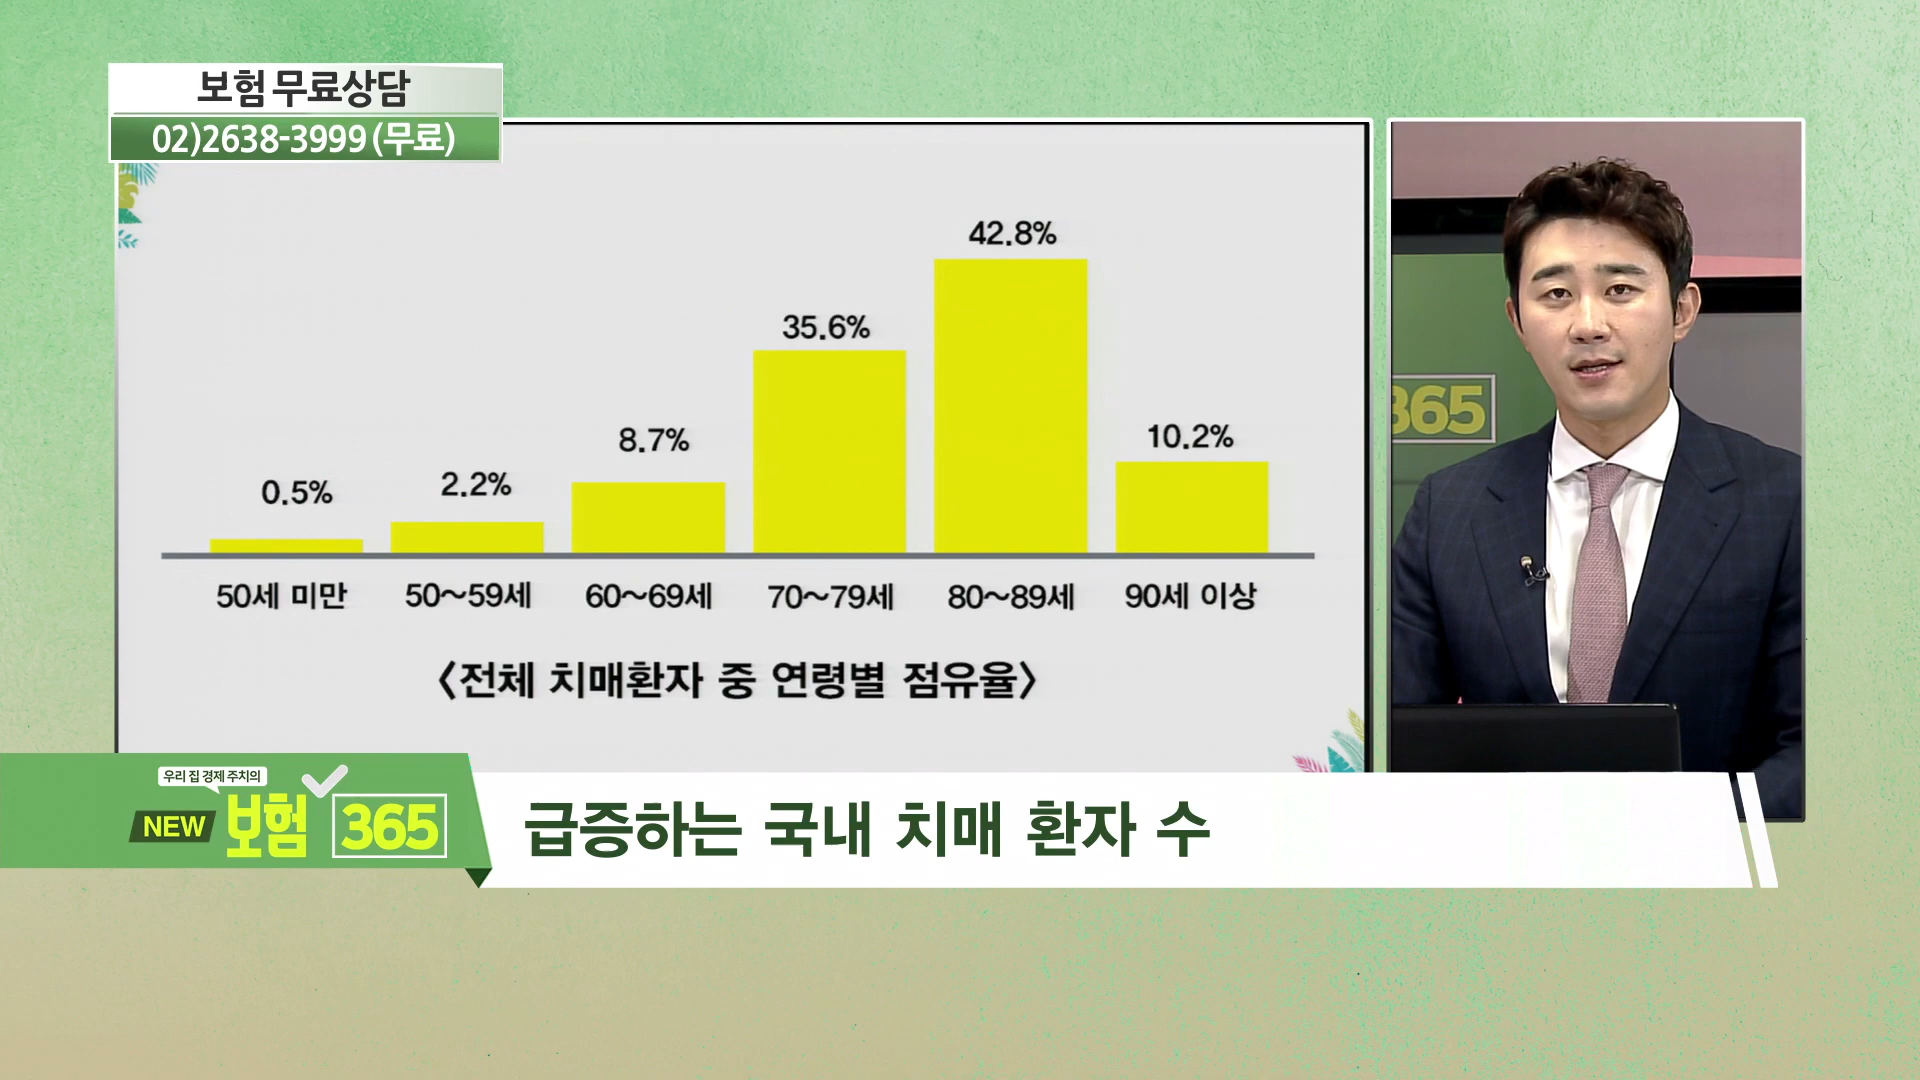 보험 무료상담
02)2638-3999 (무료)
42.8%
35.6%
8.7%
10.2%
0.5%
2.2%
50세 미만
50~59세
60~69세
70~79세
80~89세
90세 이상
<전체 치매환자 중 연령별 점유율>
365
우리 집 경제 주치의
NEW 보험 365
급증하는 국내 치매 환자 수